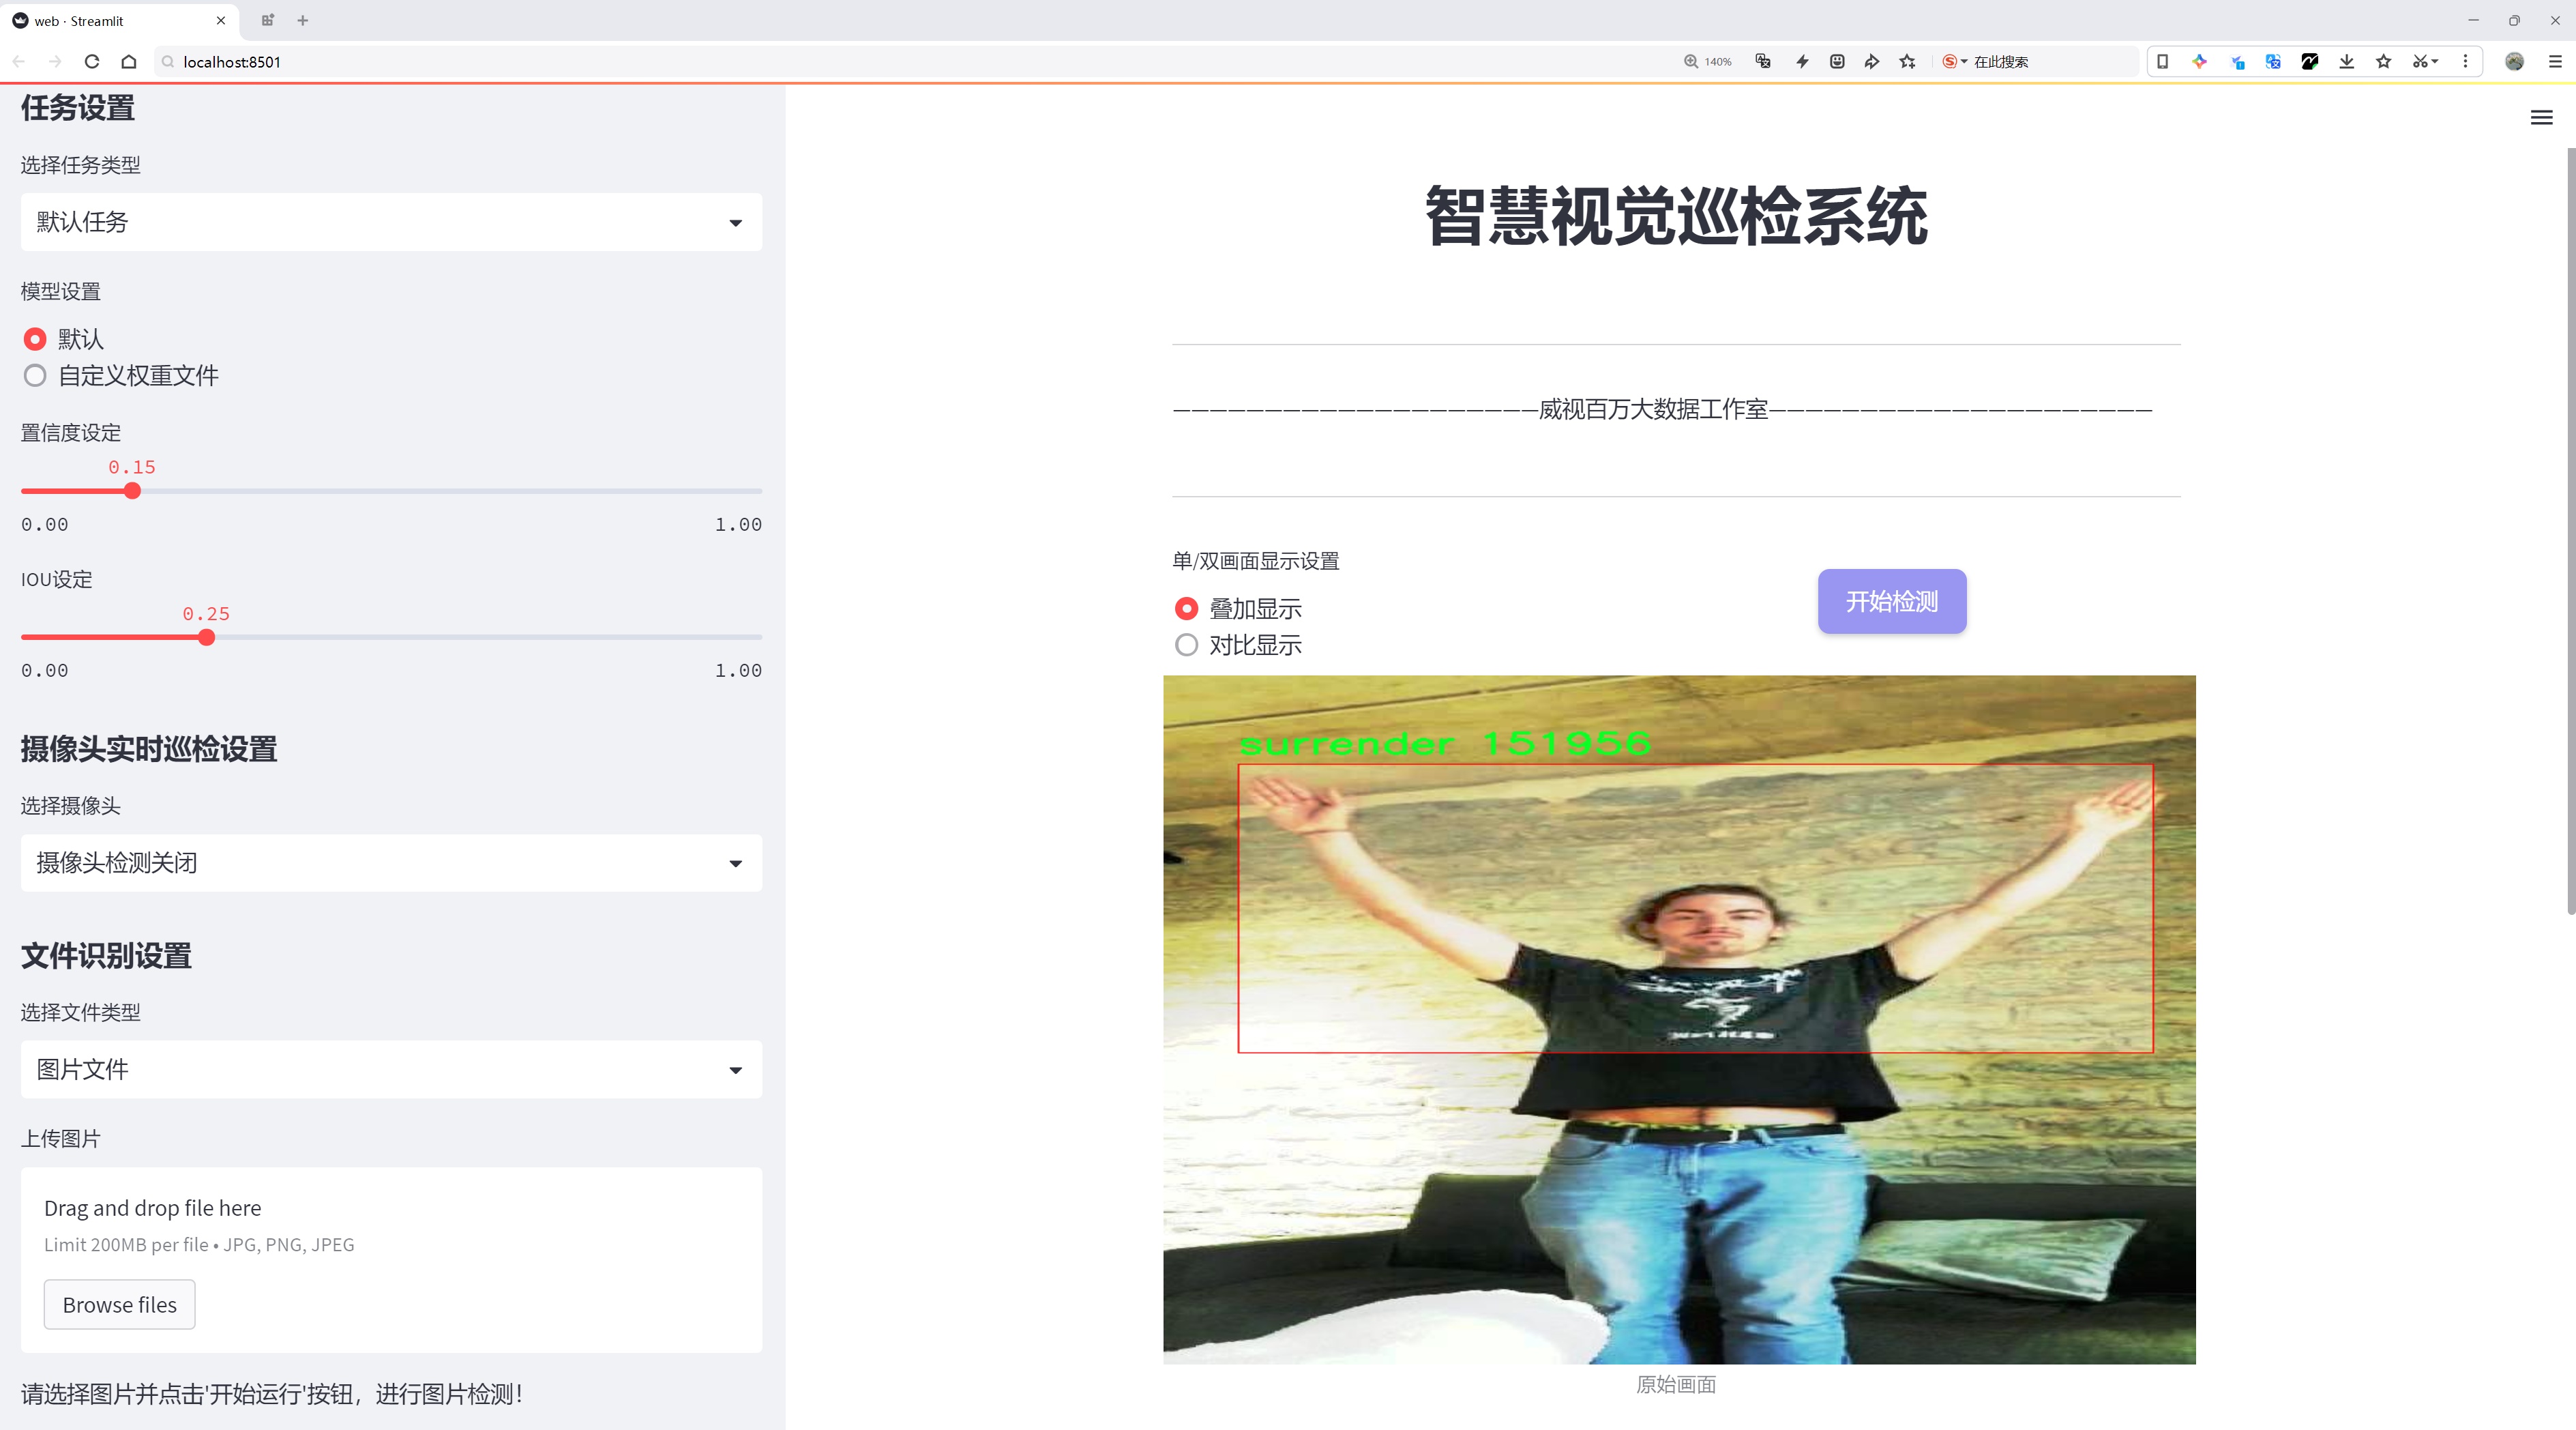 web · Streamlit
localhost:8501
140%
在此搜索
任务设置
选择任务类型
默认任务
模型设置
默认
自定义权重文件
置信度设定
0.15
0.00
1.00
IOU设定
0.25
0.00
1.00
摄像头实时巡检设置
选择摄像头
摄像头检测关闭
文件识别设置
选择文件类型
图片文件
上传图片
Drag and drop file here
Limit 200MB per file • JPG, PNG, JPEG
Browse files
请选择图片并点击'开始运行'按钮，进行图片检测！
智慧视觉巡检系统
————————————————————威视百万大数据工作室—————————————————————
单/双画面显示设置
叠加显示
对比显示
开始检测
surrender 151956
原始画面